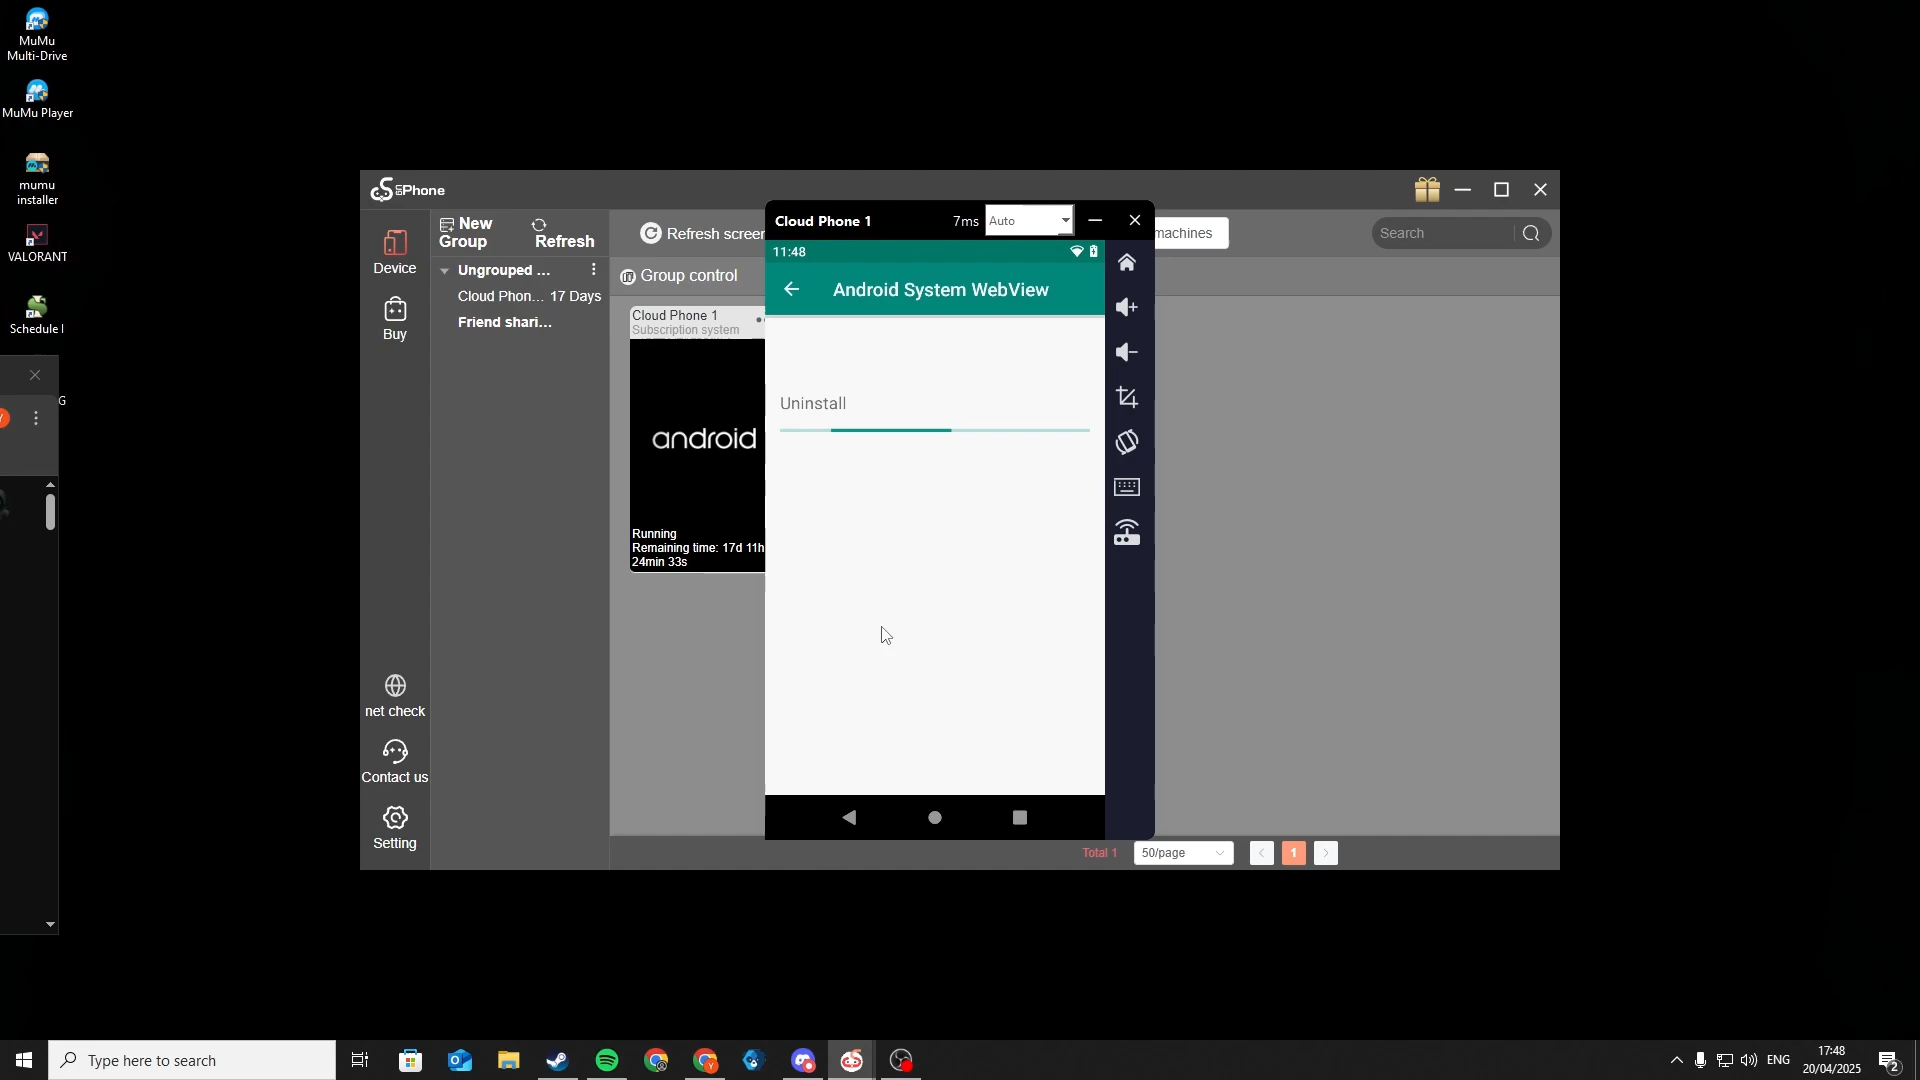 MuMu
Multi-Drive
MuMu Player
mumu
installer
VALORANT
Schedule I
G
Phone
Device
Buy
net check
Contact us
Setting
New
Group
Refresh
Ungrouped ...
Cloud Phon... 17 Days
Friend shari...
Refresh screen
machines
Search
Group control
Cloud Phone 1
Subscription system
android
Running
Remaining time: 17d 11h
24min 33s
Cloud Phone 1
7ms
Auto
11:48
Android System WebView
Uninstall
Total 1
50/page
1
Type here to search
ENG
17:48
20/04/2025
2